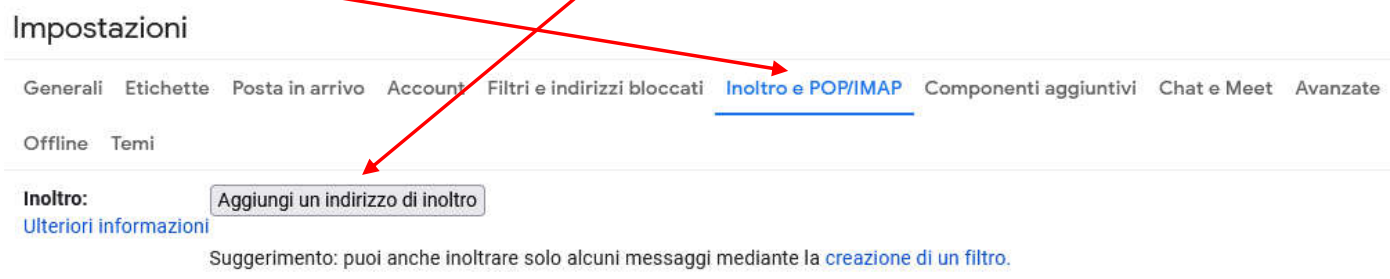 Impostazioni
Generali Etichette Posta in arrivo Account Filtri e indirizzi bloccati Inoltro e POP/IMAP Componenti aggiuntivi Chat e Meet Avanzate
Offline Temi
Inoltro: Aggiungi un indirizzo di inoltro
Ulteriori informazioni
Suggerimento: puoi anche inoltrare solo alcuni messaggi mediante la creazione di un filtro.